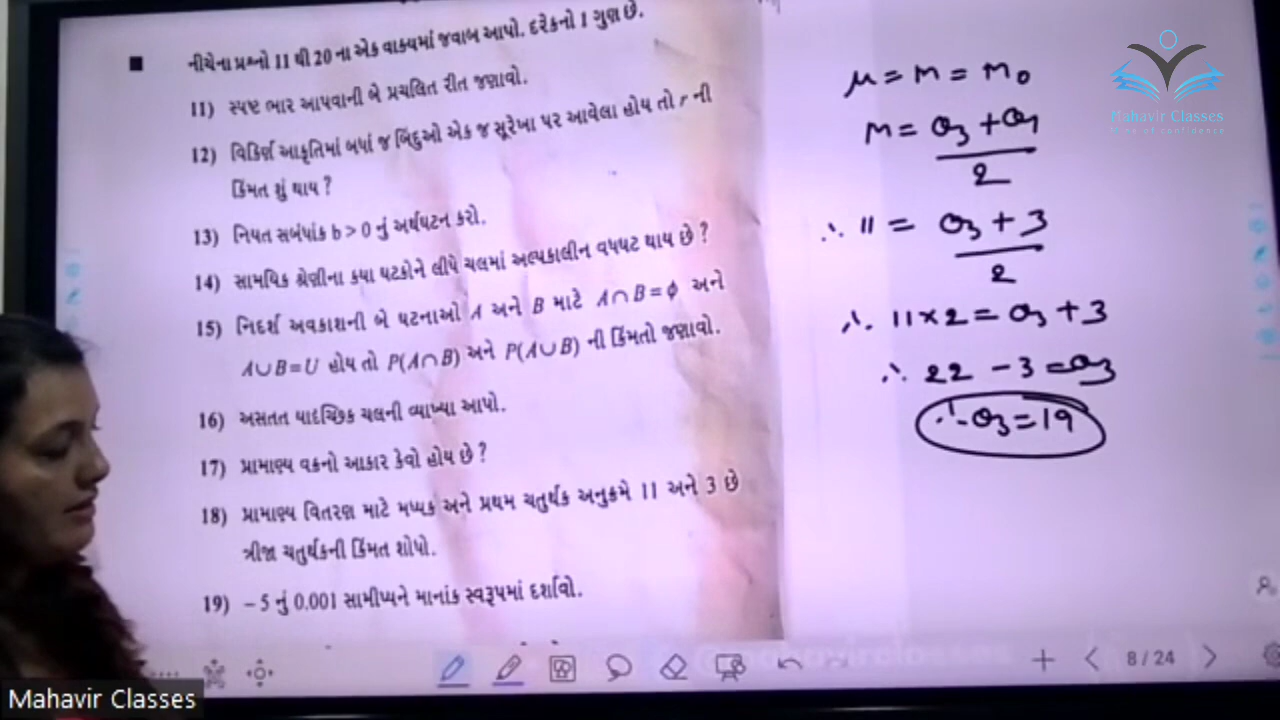 નીચેના પ્રશ્નો 11 થી 20 ના એક વાક્યમાં જવાબ આપો. દરેકનો 1 ગુણ છે.
11) સ્પષ્ટ ભાર આપવાની બે પ્રચલિત રીત જણાવો.
12) વિકિર્ણ આકૃતિમાં બધાં જ બિંદુઓ એક જ સુરેખા પર આવેલા હોય તો r ની
કિંમત શું થાય ?
13) નિયત સબંધાંક b > 0 નું અર્થઘટન કરો.
14) સામયિક શ્રેણીના કયા ઘટકોને લીધે ચલમાં અલ્પકાલીન વધઘટ થાય છે ?
15) નિદર્શ અવકાશની બે ઘટનાઓ A અને B માટે A∩B=ϕ અને
A∪B=U હોય તો P(A∩B) અને P(A∪B) ની કિંમતો જણાવો.
16) અસતત યાદચ્છિક ચલની વ્યાખ્યા આપો.
17) પ્રામાણ્ય વક્રનો આકાર કેવો હોય છે ?
18) પ્રામાણ્ય વિતરણ માટે મધ્યક અને પ્રથમ ચતુર્થક અનુક્રમે 11 અને 3 છે
ત્રીજા ચતુર્થકની કિંમત શોધો.
19) – 5 નું 0.001 સામીપ્યને માનાંક સ્વરૂપમાં દર્શાવો.
μ = M = M₀
M = Q₃ + Q₁
2
∴ 11 = Q₃ + 3
2
∴ 11 × 2 = Q₃ + 3
∴ 22 – 3 = Q₃
∴ Q₃ = 19
Mahavir Classes
8 / 24
Mahavir Classes